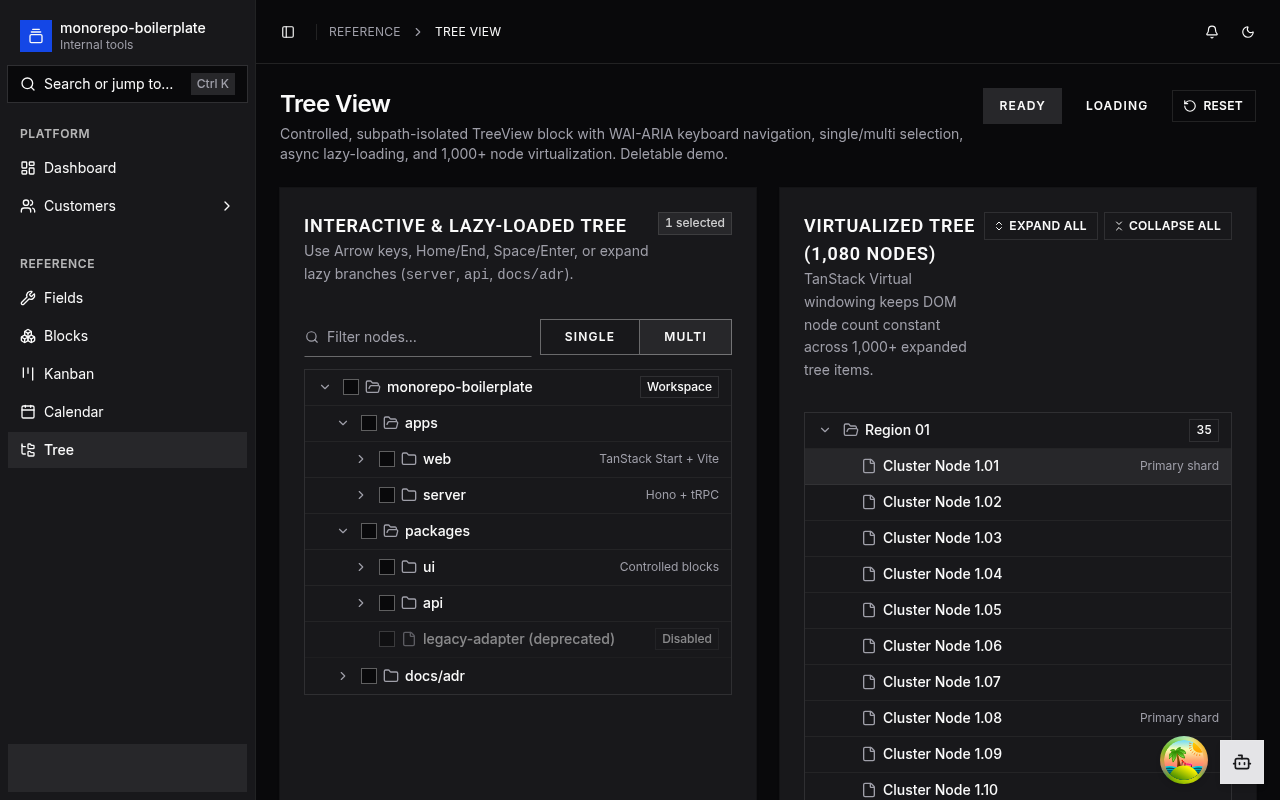 monorepo-boilerplate
Internal tools
Search or jump to...
Ctrl K
PLATFORM
Dashboard
Customers
REFERENCE
Fields
Blocks
Kanban
Calendar
Tree
REFERENCE
TREE VIEW
Tree View
Controlled, subpath-isolated TreeView block with WAI-ARIA keyboard navigation, single/multi selection,
async lazy-loading, and 1,000+ node virtualization. Deletable demo.
READY
LOADING
RESET
INTERACTIVE & LAZY-LOADED TREE
1 selected
Use Arrow keys, Home/End, Space/Enter, or expand
lazy branches (server, api, docs/adr).
Filter nodes...
SINGLE
MULTI
monorepo-boilerplate
Workspace
apps
web
TanStack Start + Vite
server
Hono + tRPC
packages
ui
Controlled blocks
api
legacy-adapter (deprecated)
Disabled
docs/adr
VIRTUALIZED TREE
(1,080 NODES)
EXPAND ALL
COLLAPSE ALL
TanStack Virtual
windowing keeps DOM
node count constant
across 1,000+ expanded
tree items.
Region 01
35
Cluster Node 1.01
Primary shard
Cluster Node 1.02
Cluster Node 1.03
Cluster Node 1.04
Cluster Node 1.05
Cluster Node 1.06
Cluster Node 1.07
Cluster Node 1.08
Primary shard
Cluster Node 1.09
Cluster Node 1.10